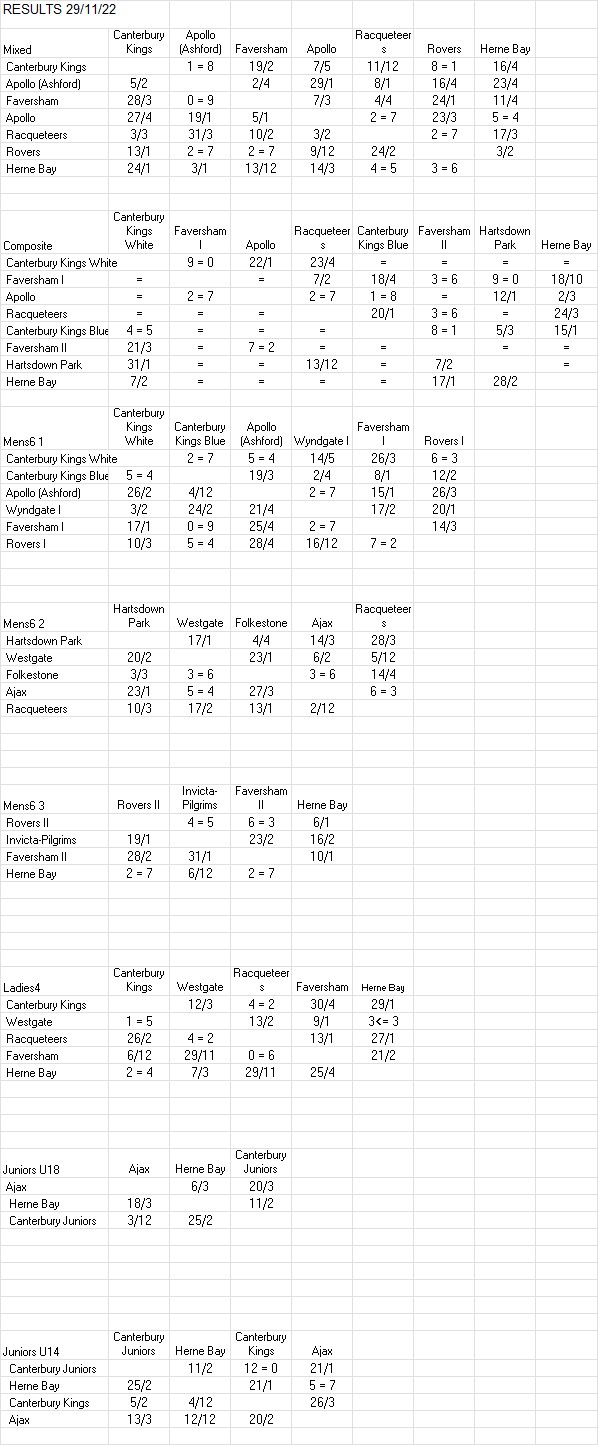 RESULTS 29/11/22
Mixed Canterbury Kings Apollo (Ashford) Faversham Apollo Racqueteers Rovers Herne Bay
Canterbury Kings 1 = 8 19/2 7/5 11/12 8 = 1 16/4
Apollo (Ashford) 5/2 2/4 29/1 8/1 16/4 23/4
Faversham 28/3 0 = 9 7/3 4/4 24/1 11/4
Apollo 27/4 19/1 5/1 2 = 7 23/3 5 = 4
Racqueteers 3/3 31/3 10/2 3/2 2 = 7 17/3
Rovers 13/1 2 = 7 2 = 7 9/12 24/2 3/2
Herne Bay 24/1 3/1 13/12 14/3 4 = 5 3 = 6
Composite Canterbury Kings White Faversham I Apollo Racqueteers Canterbury Kings Blue Faversham II Hartsdown Park Herne Bay
Canterbury Kings White 9 = 0 22/1 23/4 = = = =
Faversham I = = 7/2 18/4 3 = 6 9 = 0 18/10
Apollo = 2 = 7 2 = 7 1 = 8 = 12/1 2/3
Racqueteers = = = 20/1 3 = 6 = 24/3
Canterbury Kings Blue 4 = 5 = = = 8 = 1 5/3 15/1
Faversham II 21/3 = 7 = 2 = = = =
Hartsdown Park 31/1 = = 13/12 = 7/2 =
Herne Bay 7/2 = = = = 17/1 28/2
Mens6 1 Canterbury Kings White Canterbury Kings Blue Apollo (Ashford) Wyndgate I Faversham I Rovers I
Canterbury Kings White 2 = 7 5 = 4 14/5 26/3 6 = 3
Canterbury Kings Blue 5 = 4 19/3 2/4 8/1 12/2
Apollo (Ashford) 26/2 4/12 2 = 7 15/1 26/3
Wyndgate I 3/2 24/2 21/4 17/2 20/1
Faversham I 17/1 0 = 9 25/4 2 = 7 14/3
Rovers I 10/3 5 = 4 28/4 16/12 7 = 2
Mens6 2 Hartsdown Park Westgate Folkestone Ajax Racqueteers
Hartsdown Park 17/1 4/4 14/3 28/3
Westgate 20/2 23/1 6/2 5/12
Folkestone 3/3 3 = 6 3 = 6 14/4
Ajax 23/1 5 = 4 27/3 6 = 3
Racqueteers 10/3 17/2 13/1 2/12
Mens6 3 Rovers II Invicta-Pilgrims Faversham II Herne Bay
Rovers II 4 = 5 6 = 3 6/1
Invicta-Pilgrims 19/1 23/2 16/2
Faversham II 28/2 31/1 10/1
Herne Bay 2 = 7 6/12 2 = 7
Ladies4 Canterbury Kings Westgate Racqueteers Faversham Herne Bay
Canterbury Kings 12/3 4 = 2 30/4 29/1
Westgate 1 = 5 13/2 9/1 3<= 3
Racqueteers 26/2 4 = 2 13/1 27/1
Faversham 6/12 29/11 0 = 6 21/2
Herne Bay 2 = 4 7/3 29/11 25/4
Juniors U18 Ajax Herne Bay Canterbury Juniors
Ajax 6/3 20/3
Herne Bay 18/3 11/2
Canterbury Juniors 3/12 25/2
Juniors U14 Canterbury Juniors Herne Bay Canterbury Kings Ajax
Canterbury Juniors 11/2 12 = 0 21/1
Herne Bay 25/2 21/1 5 = 7
Canterbury Kings 5/2 4/12 26/3
Ajax 13/3 12/12 20/2